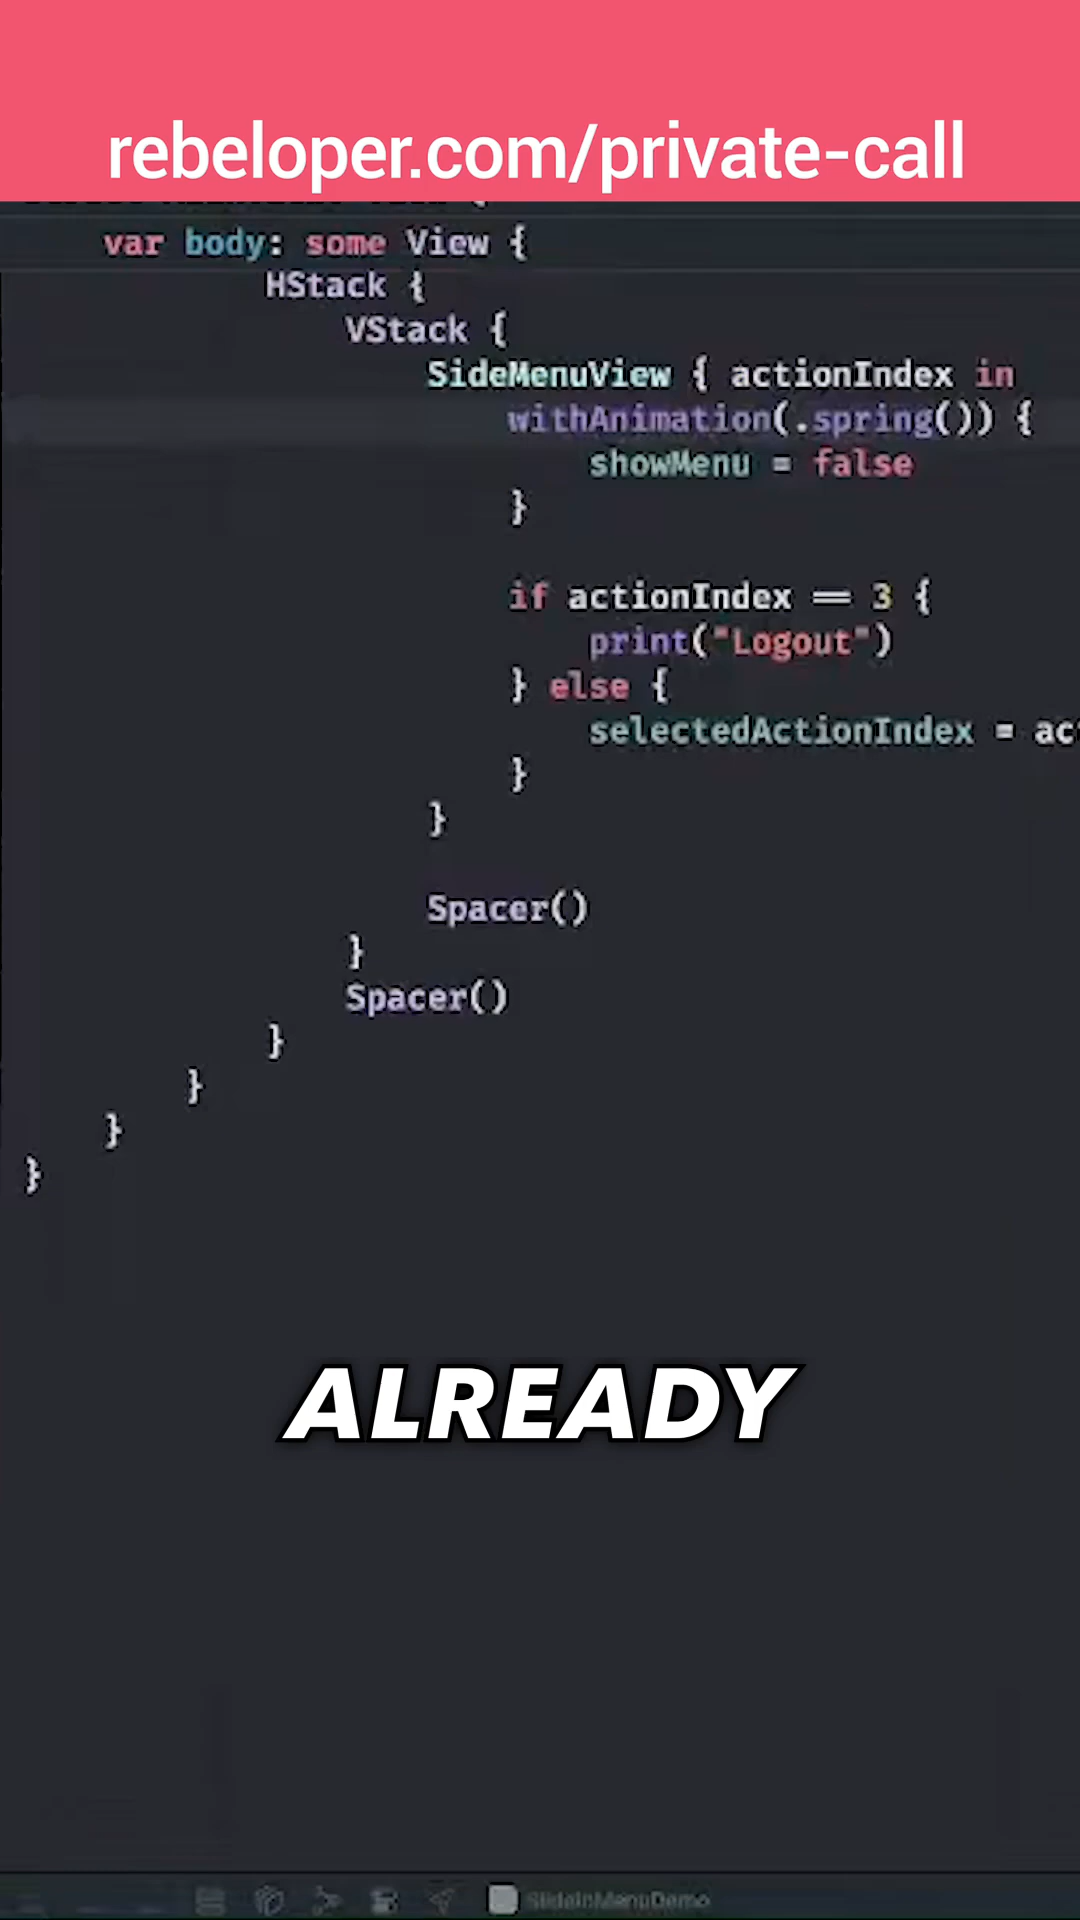 rebeloper.com/private-call
var body: some View {
HStack {
VStack {
SideMenuView { actionIndex in
withAnimation(.spring()) {
showMenu = false
}
if actionIndex == 3 {
print("Logout")
} else {
selectedActionIndex = ac
}
}
Spacer()
}
Spacer()
}
}
}
}
ALREADY
SlideInMenuDemo